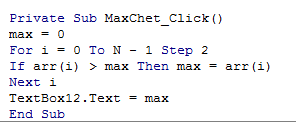 Private Sub MaxChet_Click()
max = 0
For i = 0 To N - 1 Step 2
If arr(i) > max Then max = arr(i)
Next i
TextBox12.Text = max
End Sub